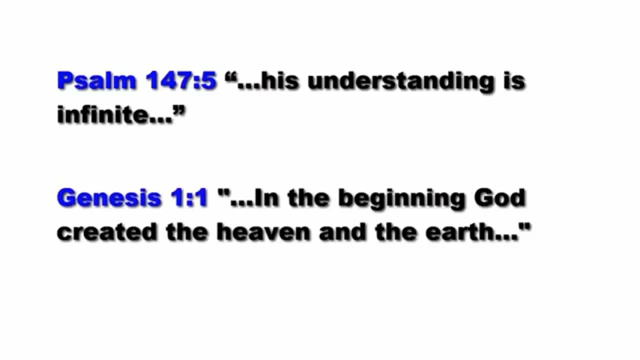 Psalm 147:5 “...his understanding is
infinite...”
Genesis 1:1 "...In the beginning God
created the heaven and the earth..."